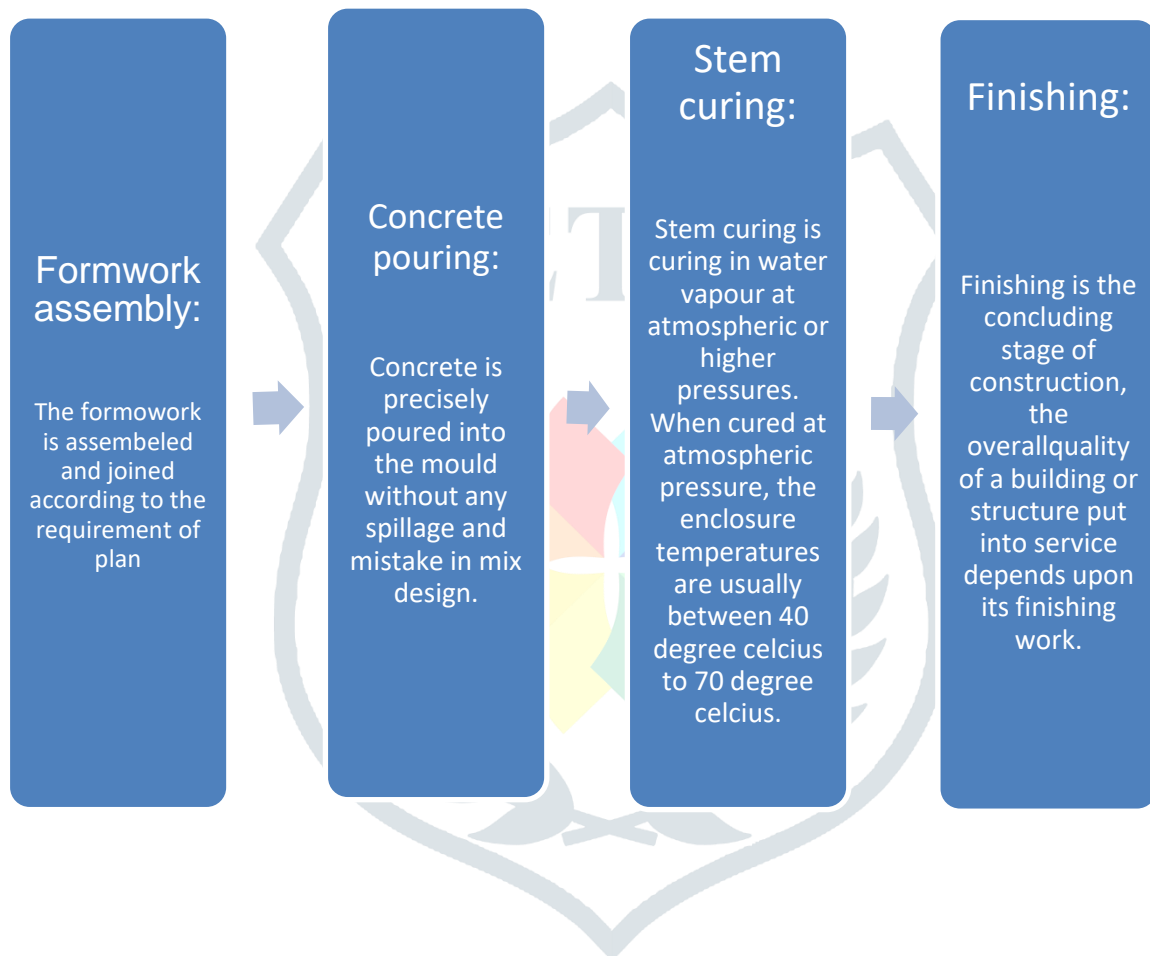 Formwork
assembly:
The formowork
is assembeled
and joined
according to the
requirement of
plan
Concrete
pouring:
Concrete is
precisely
poured into
the mould
without any
spillage and
mistake in mix
design.
Stem
curing:
Stem curing is
curing in water
vapour at
atmospheric or
higher
pressures.
When cured at
atmospheric
pressure, the
enclosure
temperatures
are usually
between 40
degree celcius
to 70 degree
celcius.
Finishing:
Finishing is the
concluding
stage of
construction,
the
overallquality
of a building or
structure put
into service
depends upon
its finishing
work.